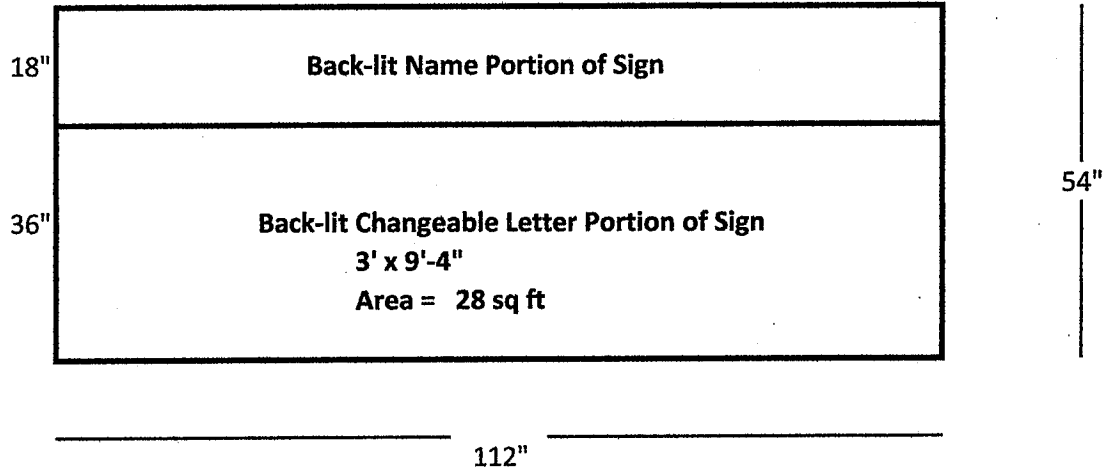 18"
Back-lit Name Portion of Sign
54"
36"
Back-lit Changeable Letter Portion of Sign
3' x 9'-4"
Area = 28 sq ft
112"